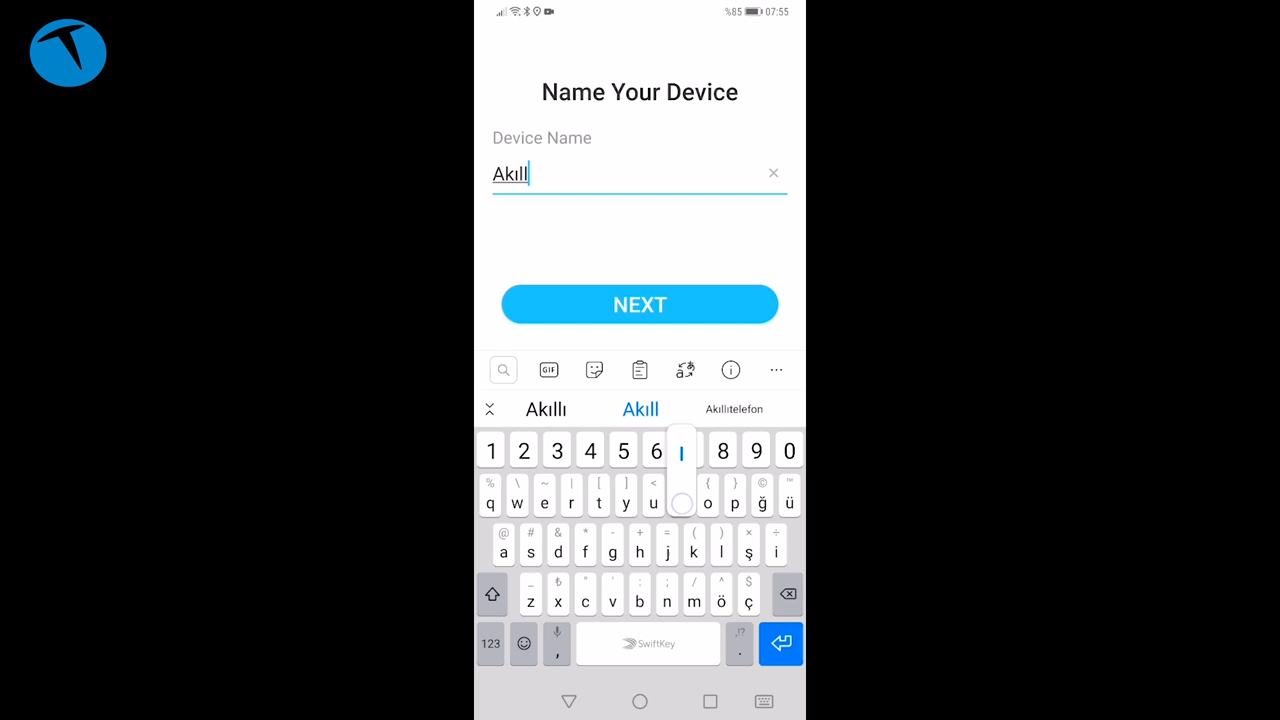 %85 07:55
Name Your Device
Device Name
Akıll
NEXT
GIF
Akıllı Akıll Akıllıtelefon
1 2 3 4 5 6 8 9 0
ı
% \ ~ | [ ] < { } © ™
q w e r t y u o p ğ ü
@ # & * - + = ( ) × ÷
a s d f g h j k l ş i
_ ₺ " ' : ; / ^ $
z x c v b n m ö ç
,!?
123 , SwiftKey .